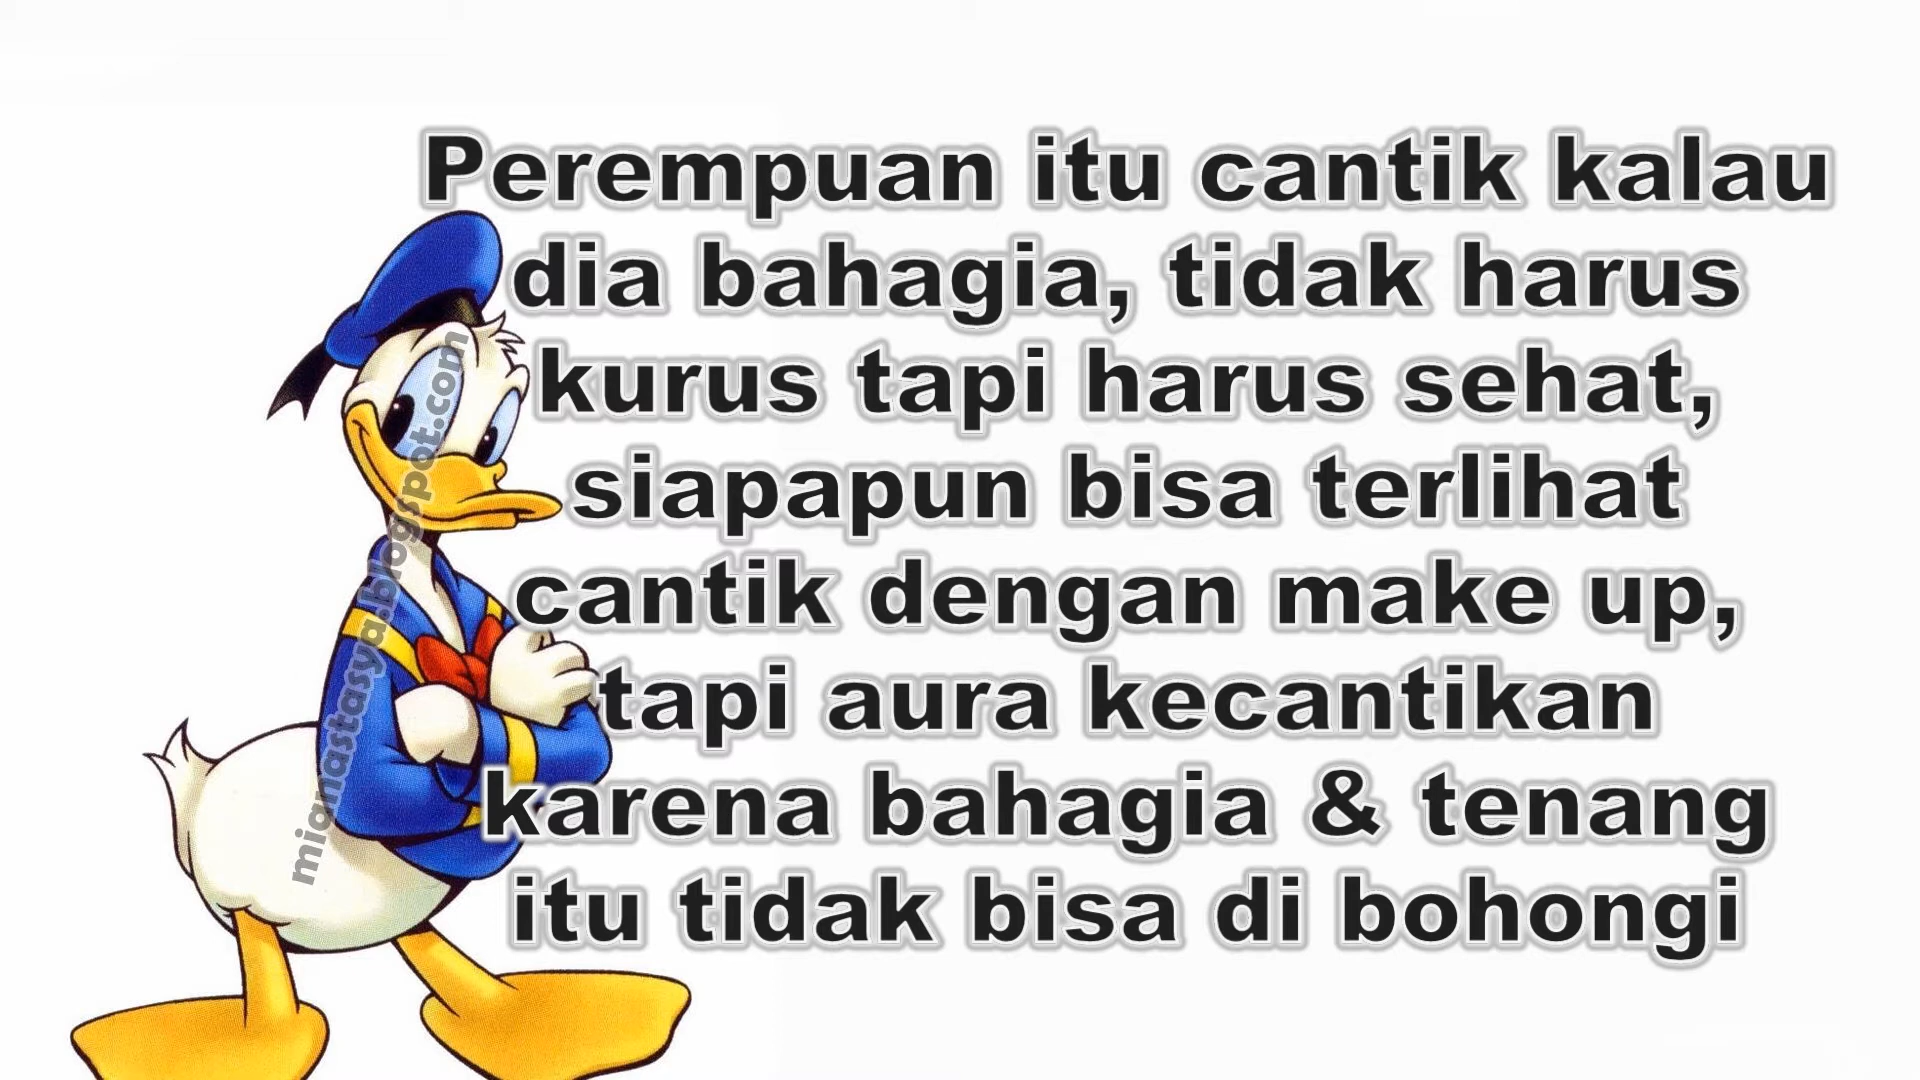 Perempuan itu cantik kalau
dia bahagia, tidak harus
kurus tapi harus sehat,
siapapun bisa terlihat
cantik dengan make up,
tapi aura kecantikan
karena bahagia & tenang
itu tidak bisa di bohongi
mianastasya.blogspot.com